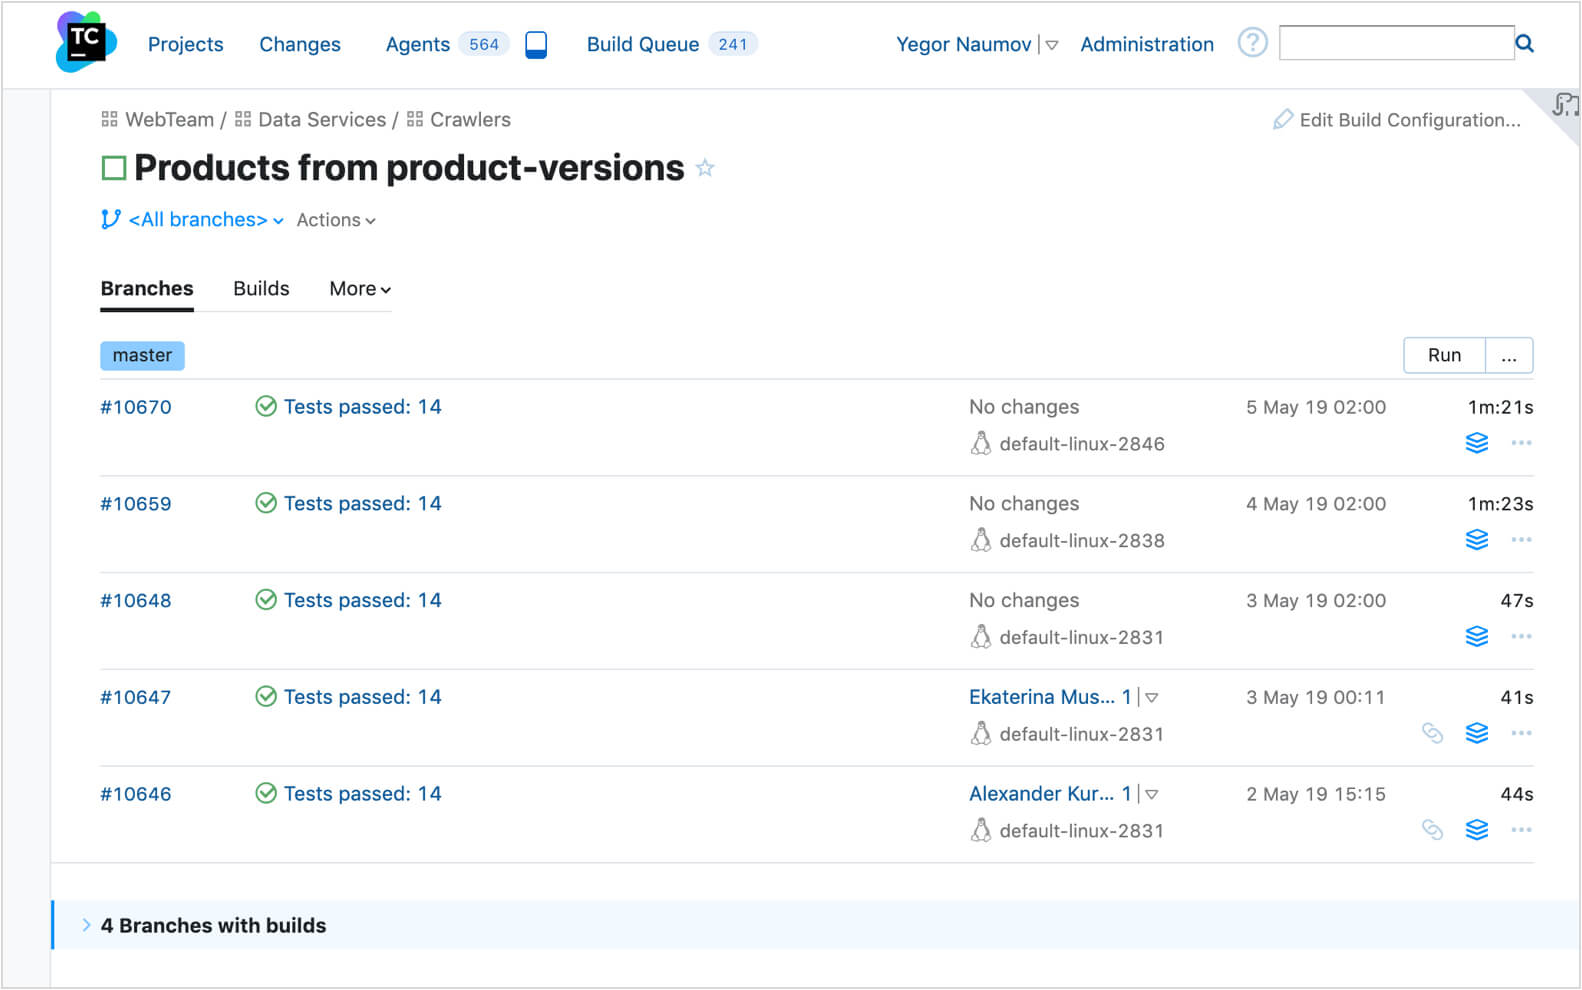 TC
Projects Changes Agents 564 Build Queue 241 Yegor Naumov Administration ?
WebTeam / Data Services / Crawlers Edit Build Configuration...
Products from product-versions
<All branches> Actions
Branches Builds More
master Run ...
#10670 Tests passed: 14 No changes 5 May 19 02:00 1m:21s
default-linux-2846
#10659 Tests passed: 14 No changes 4 May 19 02:00 1m:23s
default-linux-2838
#10648 Tests passed: 14 No changes 3 May 19 02:00 47s
default-linux-2831
#10647 Tests passed: 14 Ekaterina Mus... 1 3 May 19 00:11 41s
default-linux-2831
#10646 Tests passed: 14 Alexander Kur... 1 2 May 19 15:15 44s
default-linux-2831
4 Branches with builds